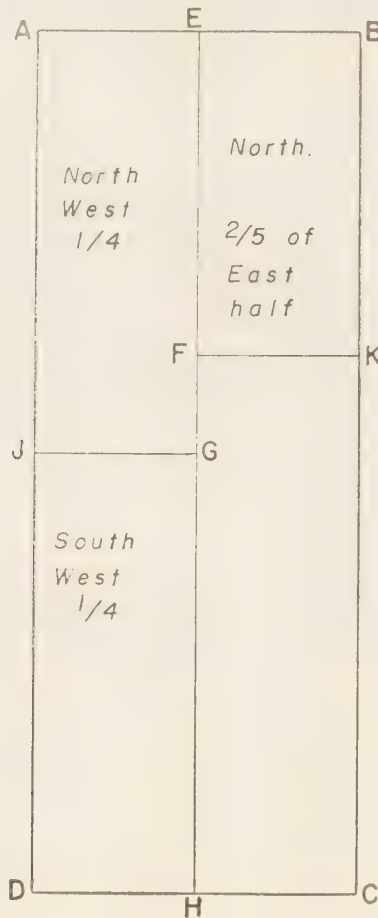 A E B
North
West
1/4
North.
2/5 of
East
half
F K
J G
South
West
1/4
D H C